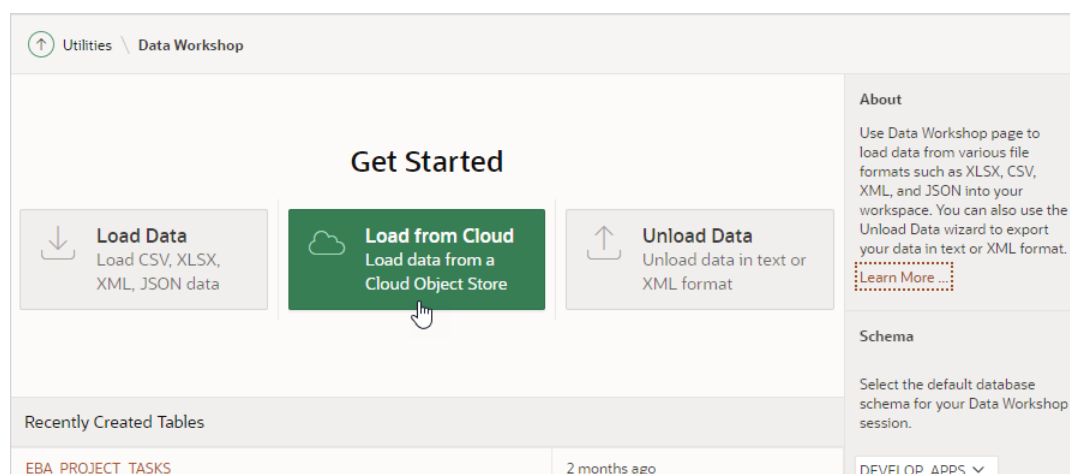 Utilities \ Data Workshop
Get Started
Load Data
Load CSV, XLSX,
XML, JSON data
Load from Cloud
Load data from a
Cloud Object Store
Unload Data
Unload data in text or
XML format
Recently Created Tables
EBA_PROJECT_TASKS 2 months ago
About
Use Data Workshop page to
load data from various file
formats such as XLSX, CSV,
XML, and JSON into your
workspace. You can also use the
Unload Data wizard to export
your data in text or XML format.
Learn More ...
Schema
Select the default database
schema for your Data Workshop
session.
DEVELOP_APPS